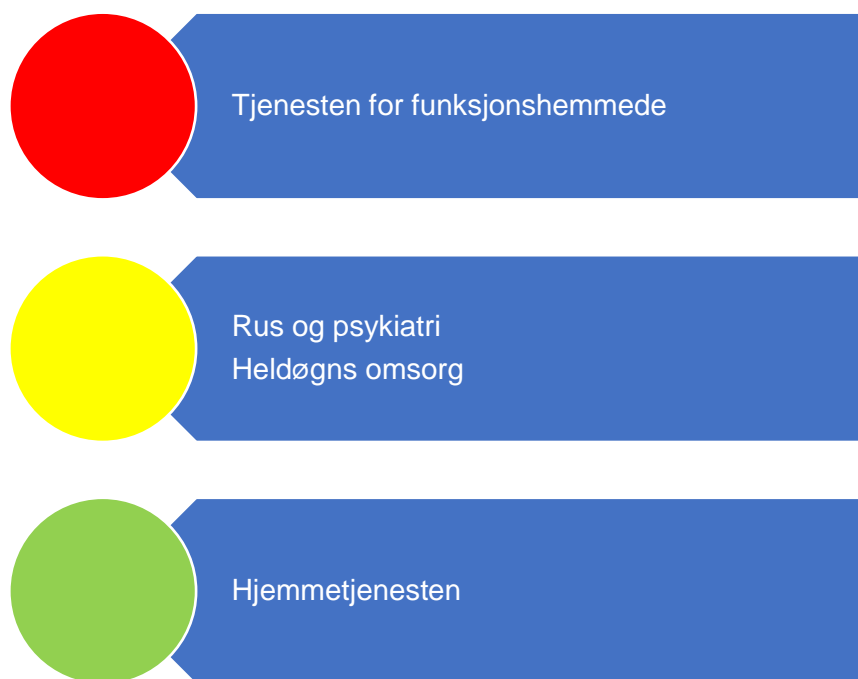 Tjenesten for funksjonshemmede
Rus og psykiatri
Heldøgns omsorg
Hjemmetjenesten